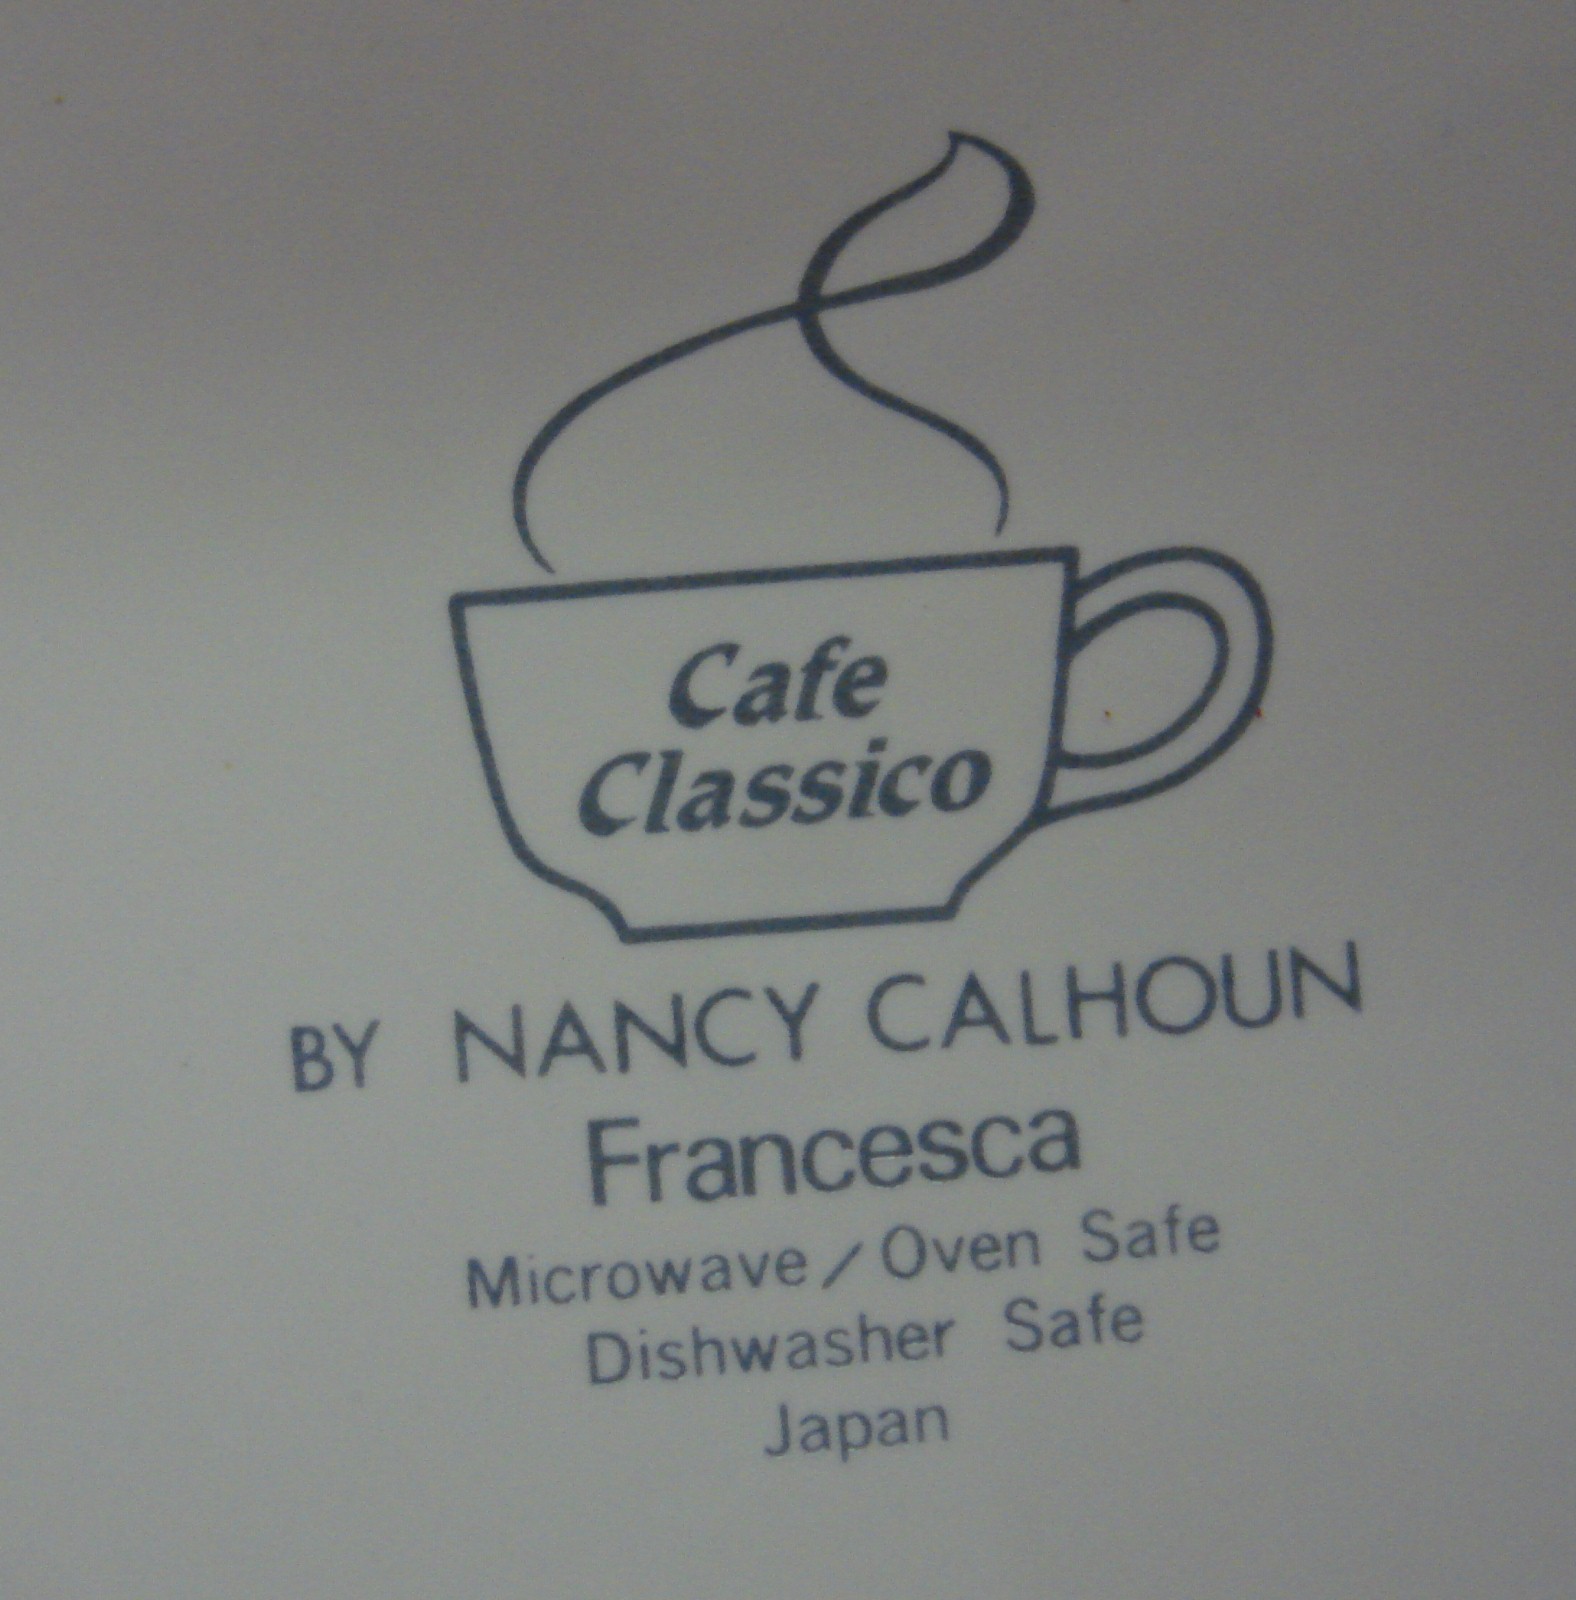 Cafe
Classico
BY NANCY CALHOUN
Francesca
Microwave/Oven Safe
Dishwasher Safe
Japan